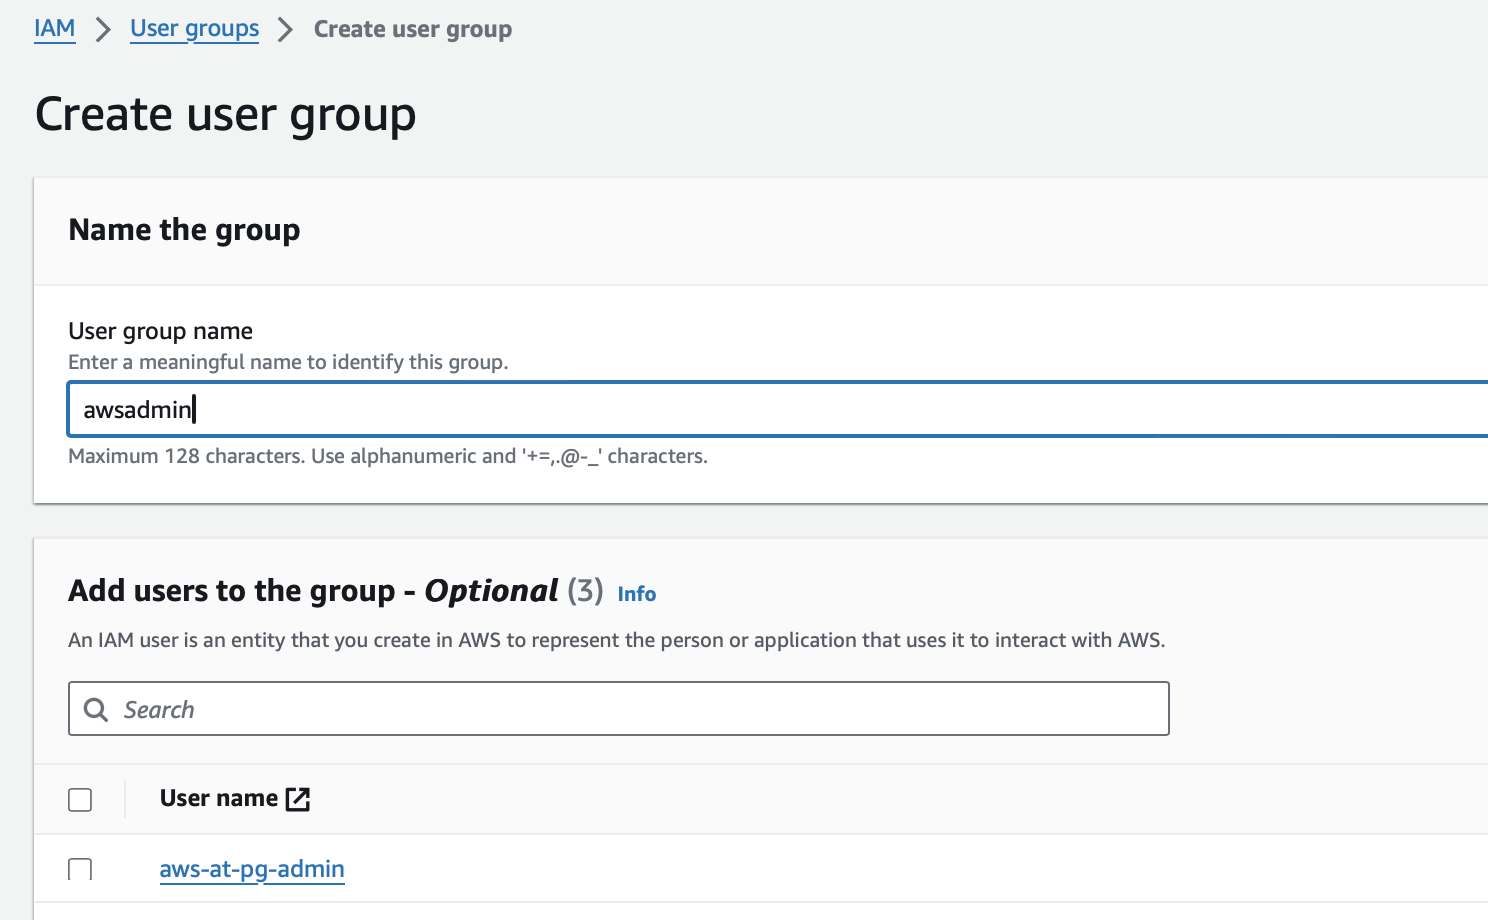 IAM > User groups > Create user group
Create user group
Name the group
User group name
Enter a meaningful name to identify this group.
awsadmin
Maximum 128 characters. Use alphanumeric and '+=,.@-_' characters.
Add users to the group - Optional (3) Info
An IAM user is an entity that you create in AWS to represent the person or application that uses it to interact with AWS.
Search
User name
aws-at-pg-admin